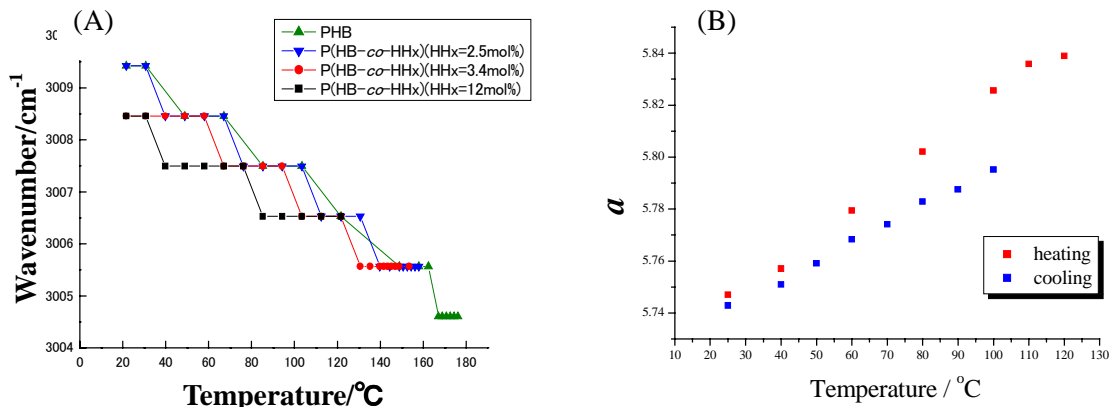 (A)
PHB
P(HB-co-HHx)(HHx=2.5mol%)
P(HB-co-HHx)(HHx=3.4mol%)
P(HB-co-HHx)(HHx=12mol%)
3009
3008
3007
3006
3005
3004
Wavenumber/cm-1
0 20 40 60 80 100 120 140 160 180
Temperature/℃
(B)
5.84
5.82
5.80
5.78
5.76
5.74
a
heating
cooling
10 20 30 40 50 60 70 80 90 100 110 120 130
Temperature / °C